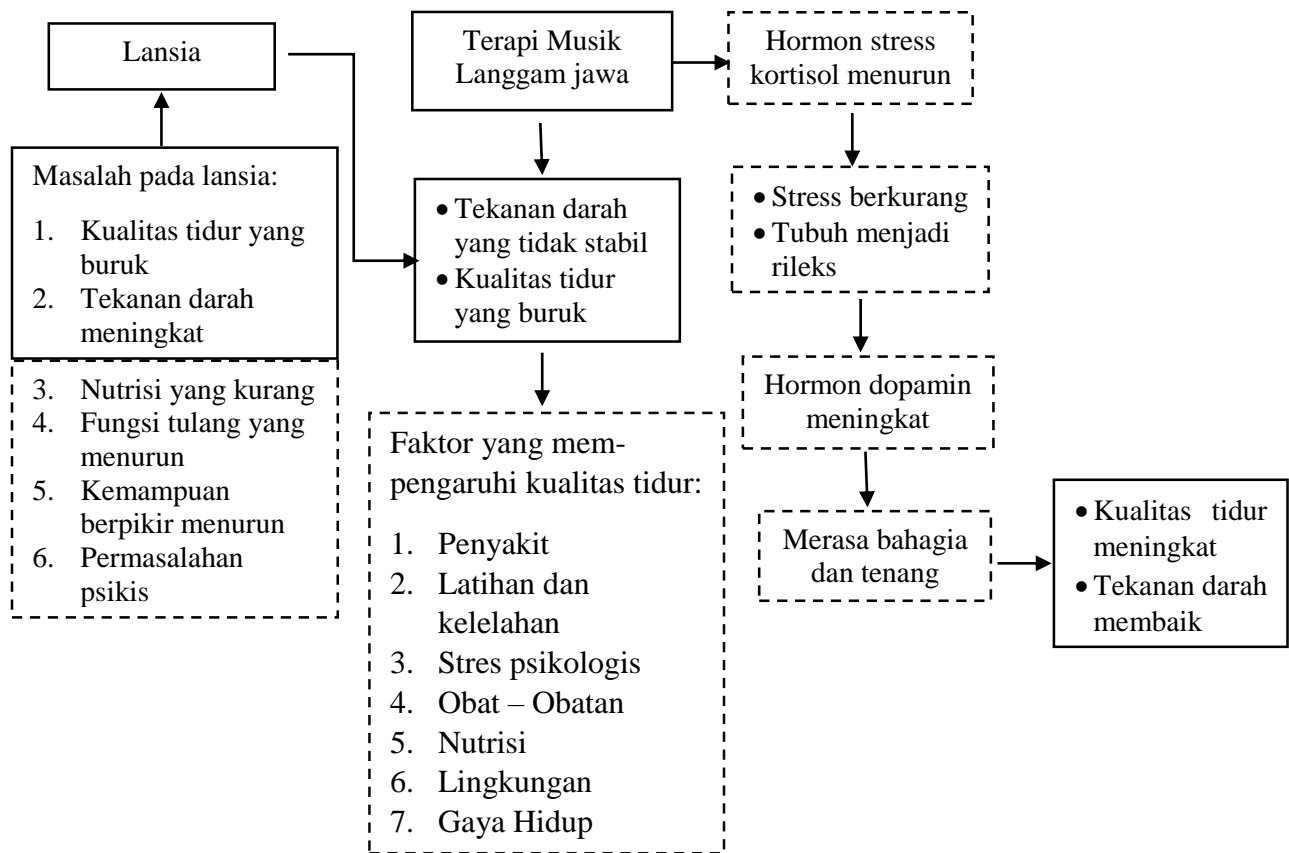 Lansia
Masalah pada lansia:
1. Kualitas tidur yang
buruk
2. Tekanan darah
meningkat
3. Nutrisi yang kurang
4. Fungsi tulang yang
menurun
5. Kemampuan
berpikir menurun
6. Permasalahan
psikis
Terapi Musik
Langgam jawa
• Tekanan darah
yang tidak stabil
• Kualitas tidur
yang buruk
Faktor yang mem-
pengaruhi kualitas tidur:
1. Penyakit
2. Latihan dan
kelelahan
3. Stres psikologis
4. Obat – Obatan
5. Nutrisi
6. Lingkungan
7. Gaya Hidup
Hormon stress
kortisol menurun
• Stress berkurang
• Tubuh menjadi
rileks
Hormon dopamin
meningkat
Merasa bahagia
dan tenang
• Kualitas tidur
meningkat
• Tekanan darah
membaik